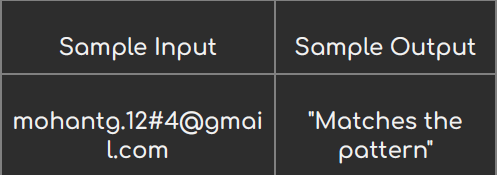 Sample Input
Sample Output
mohantg.12#4@gmai
l.com
"Matches the
pattern"